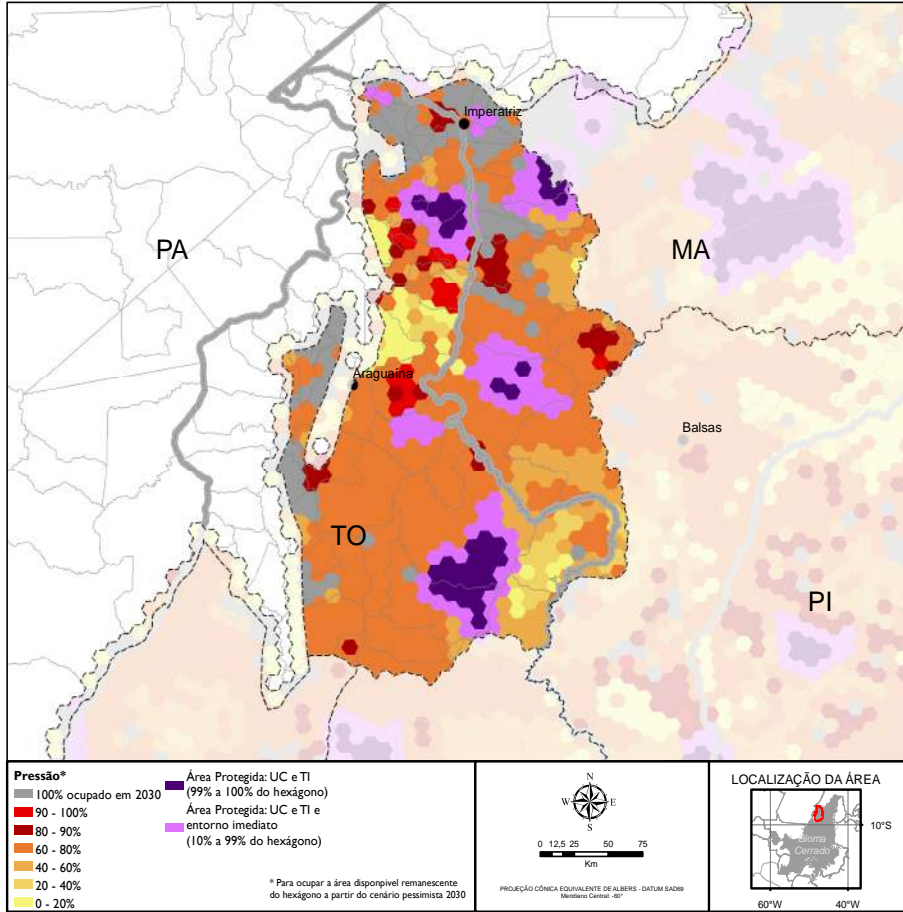 Imperatriz
PA
MA
Araguaína
Balsas
TO
PI
Pressão*
100% ocupado em 2030
90 - 100%
80 - 90%
60 - 80%
40 - 60%
20 - 40%
0 - 20%
Área Protegida: UC e TI
(99% a 100% do hexágono)
Área Protegida: UC e TI e
entorno imediato
(10% a 99% do hexágono)
* Para ocupar a área disponpivel remanescente
do hexágono a partir do cenário pessimista 2030
N
W E
S
0 12,5 25 50 75
Km
PROJEÇÃO CÔNICA EQUIVALENTE DE ALBERS - DATUM SAD69
Meridiano Central: -60°
LOCALIZAÇÃO DA ÁREA
10°S
Bioma
Cerrado
60°W 40°W